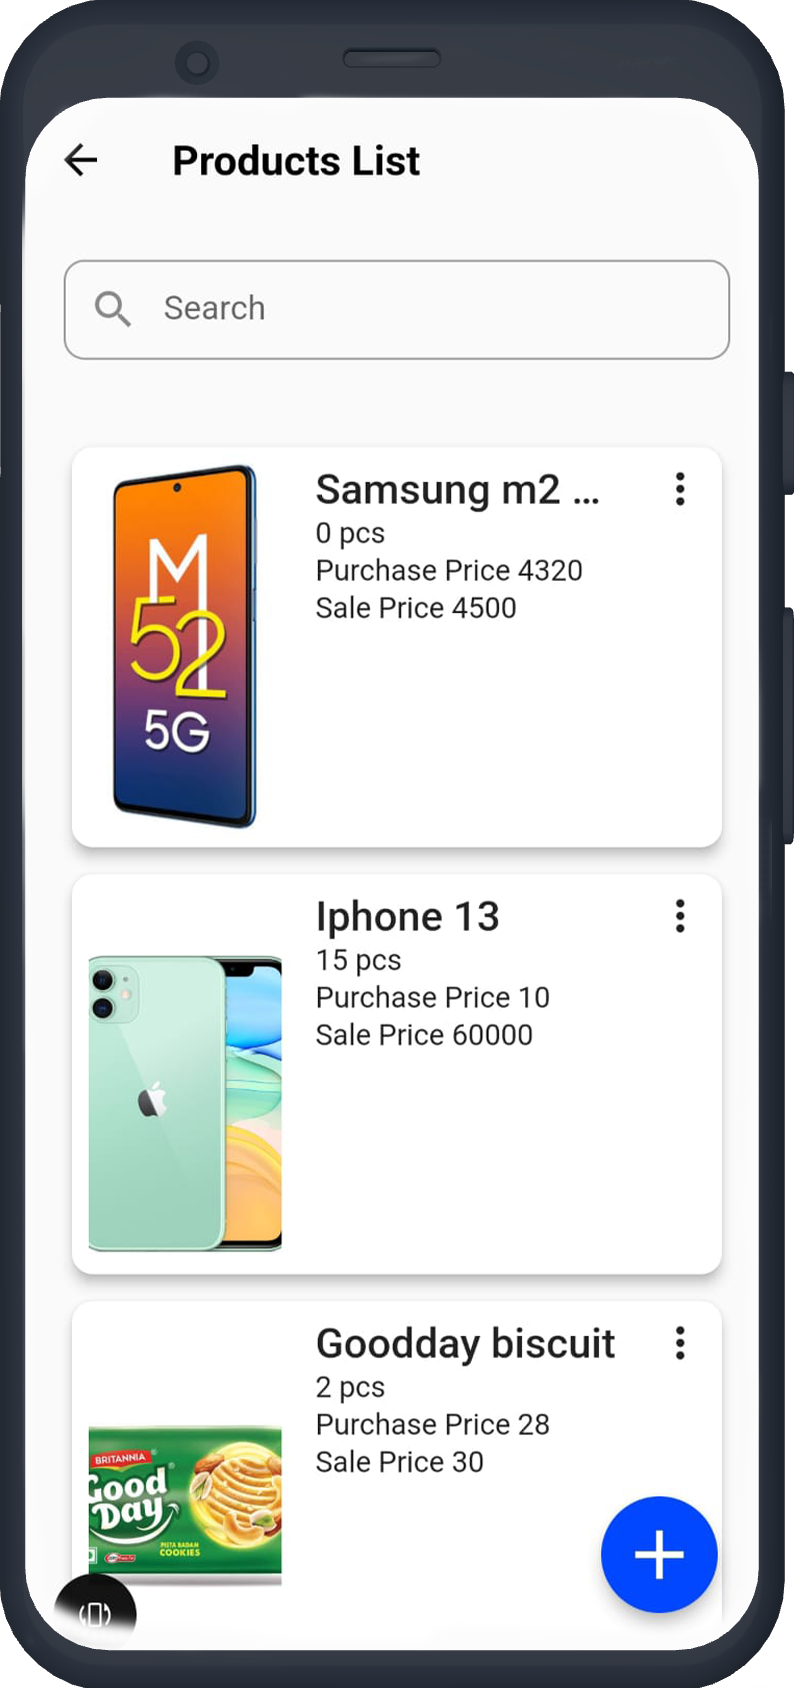 Products List
Search
Samsung m2 ...
0 pcs
Purchase Price 4320
Sale Price 4500
M
52
5G
Iphone 13
15 pcs
Purchase Price 10
Sale Price 60000
Goodday biscuit
2 pcs
Purchase Price 28
Sale Price 30
BRITANNIA
Good
Day
PISTA BADAM
COOKIES